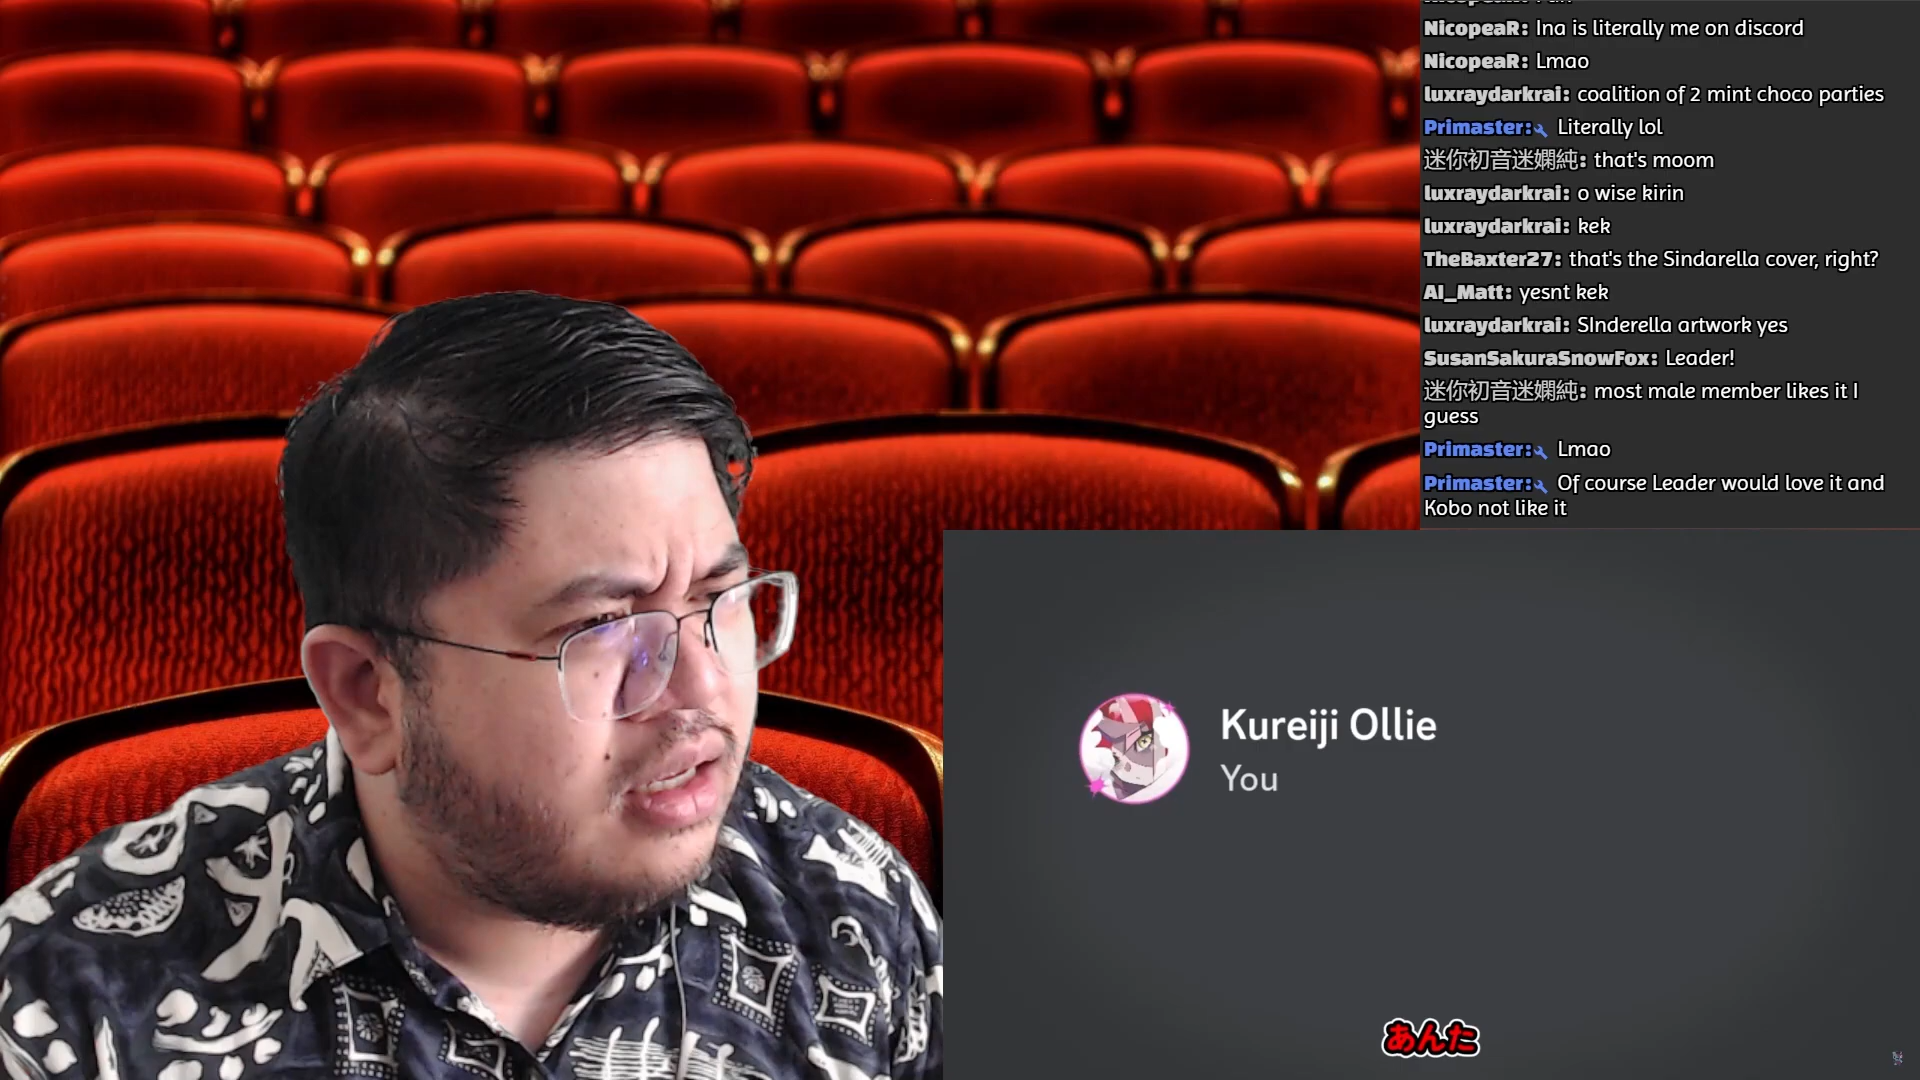 NicopeaR: Ina is literally me on discord
NicopeaR: Lmao
luxraydarkrai: coalition of 2 mint choco parties
Primaster: Literally lol
迷你初音迷嫻純: that's moom
luxraydarkrai: o wise kirin
luxraydarkrai: kek
TheBaxter27: that's the Sindarella cover, right?
AI_Matt: yesnt kek
luxraydarkrai: SInderella artwork yes
SusanSakuraSnowFox: Leader!
迷你初音迷嫻純: most male member likes it I
guess
Primaster: Lmao
Primaster: Of course Leader would love it and
Kobo not like it
Kureiji Ollie
You
あんた